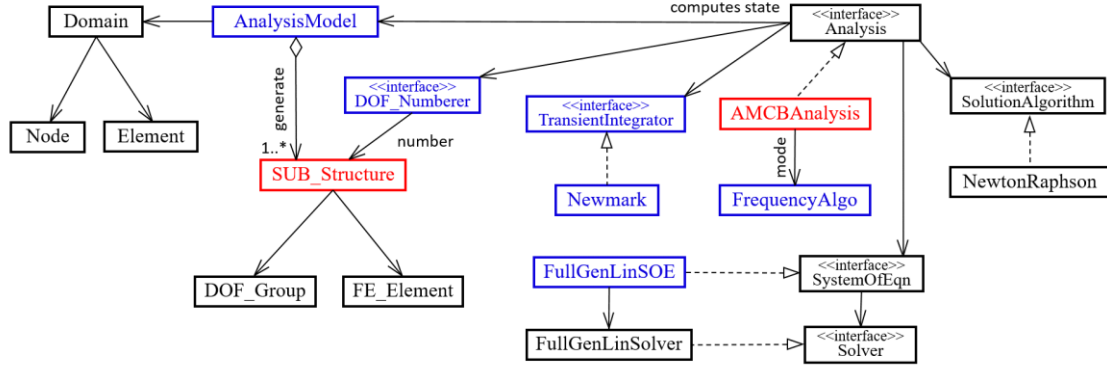 Domain
AnalysisModel
computes state
<<interface>>
Analysis
generate
<<interface>>
DOF_Numberer
<<interface>>
TransientIntegrator
AMCBAnalysis
<<interface>>
SolutionAlgorithm
Node
Element
1..*
number
mode
SUB_Structure
Newmark
FrequencyAlgo
NewtonRaphson
DOF_Group
FE_Element
FullGenLinSOE
<<interface>>
SystemOfEqn
FullGenLinSolver
<<interface>>
Solver